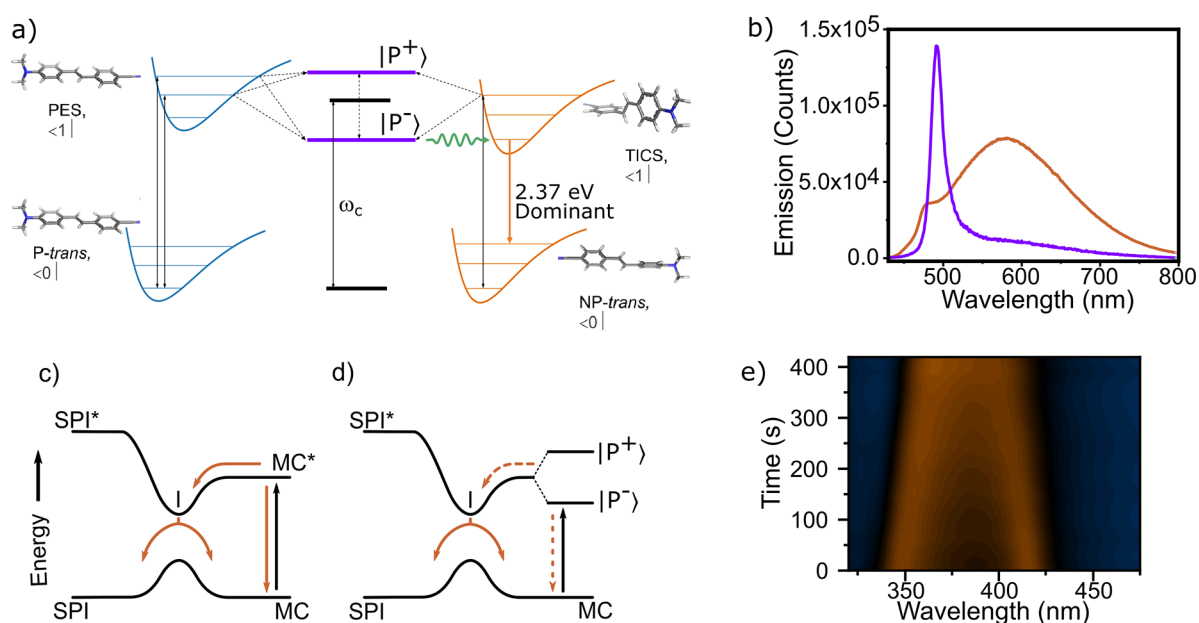 a)
PES,
<1|
P-trans,
<0|
|P+⟩
|P-⟩
ωc
2.37 eV
Dominant
TICS,
<1|
NP-trans,
<0|
b)
Emission (Counts)
1.5x10⁵
1.0x10⁵
5.0x10⁴
0.0
500 600 700 800
Wavelength (nm)
c)
Energy
SPI*
MC*
I
SPI
MC
d)
SPI*
|P+⟩
|P-⟩
I
SPI
MC
e)
Time (s)
400
300
200
100
0
350 400 450
Wavelength (nm)